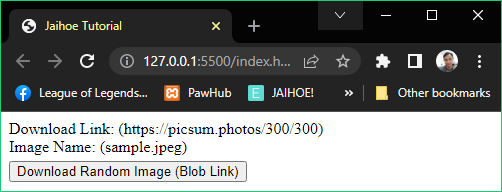 Jaihoe Tutorial
127.0.0.1:5500/index.h...
League of Legends...
PawHub
E JAIHOE!
Other bookmarks
Download Link: (https://picsum.photos/300/300)
Image Name: (sample.jpeg)
Download Random Image (Blob Link)